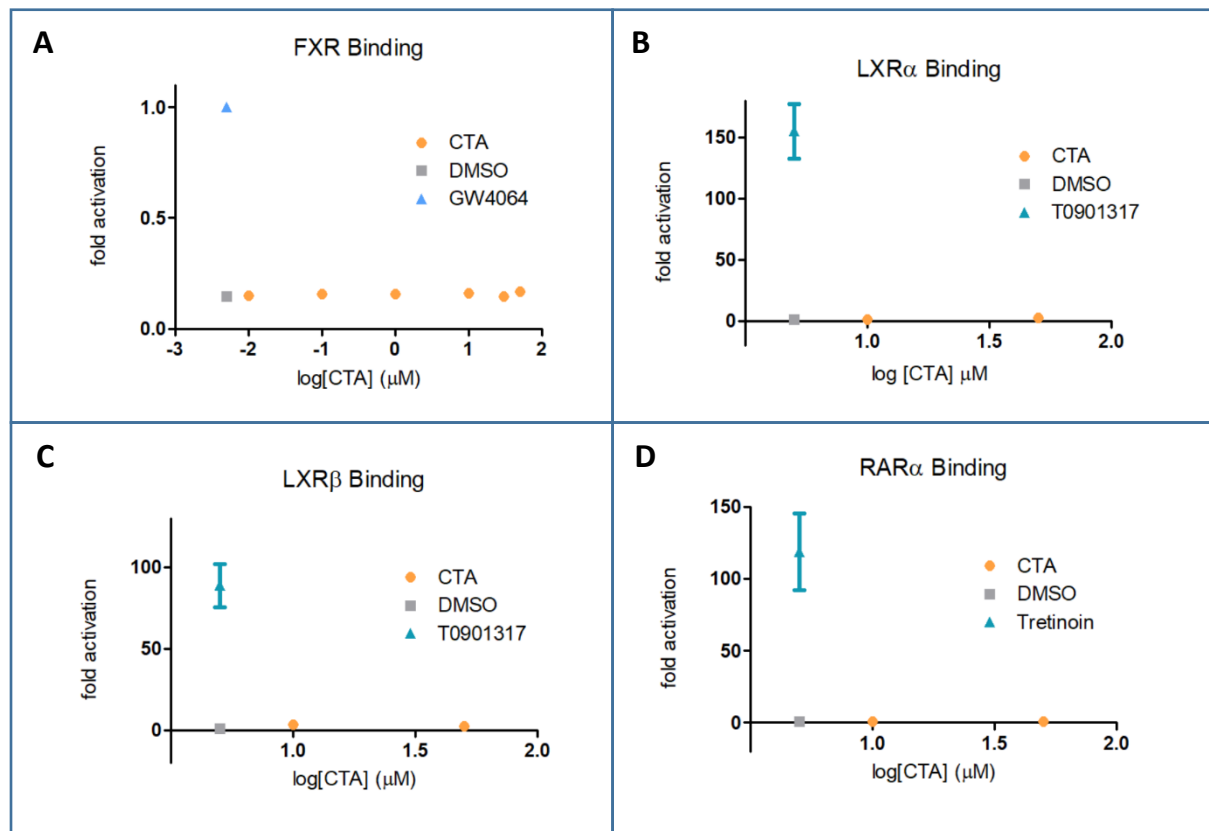 A
FXR Binding
fold activation
1.0
0.5
0.0
-3
-2
-1
0
1
2
log[CTA] (μM)
CTA
DMSO
GW4064
B
LXRα Binding
fold activation
150
100
50
0
1.0
1.5
2.0
log [CTA] μM
CTA
DMSO
T0901317
C
LXRβ Binding
fold activation
100
50
0
1.0
1.5
2.0
log[CTA] (μM)
CTA
DMSO
T0901317
D
RARα Binding
fold activation
150
100
50
0
1.0
1.5
2.0
log[CTA] (μM)
CTA
DMSO
Tretinoin